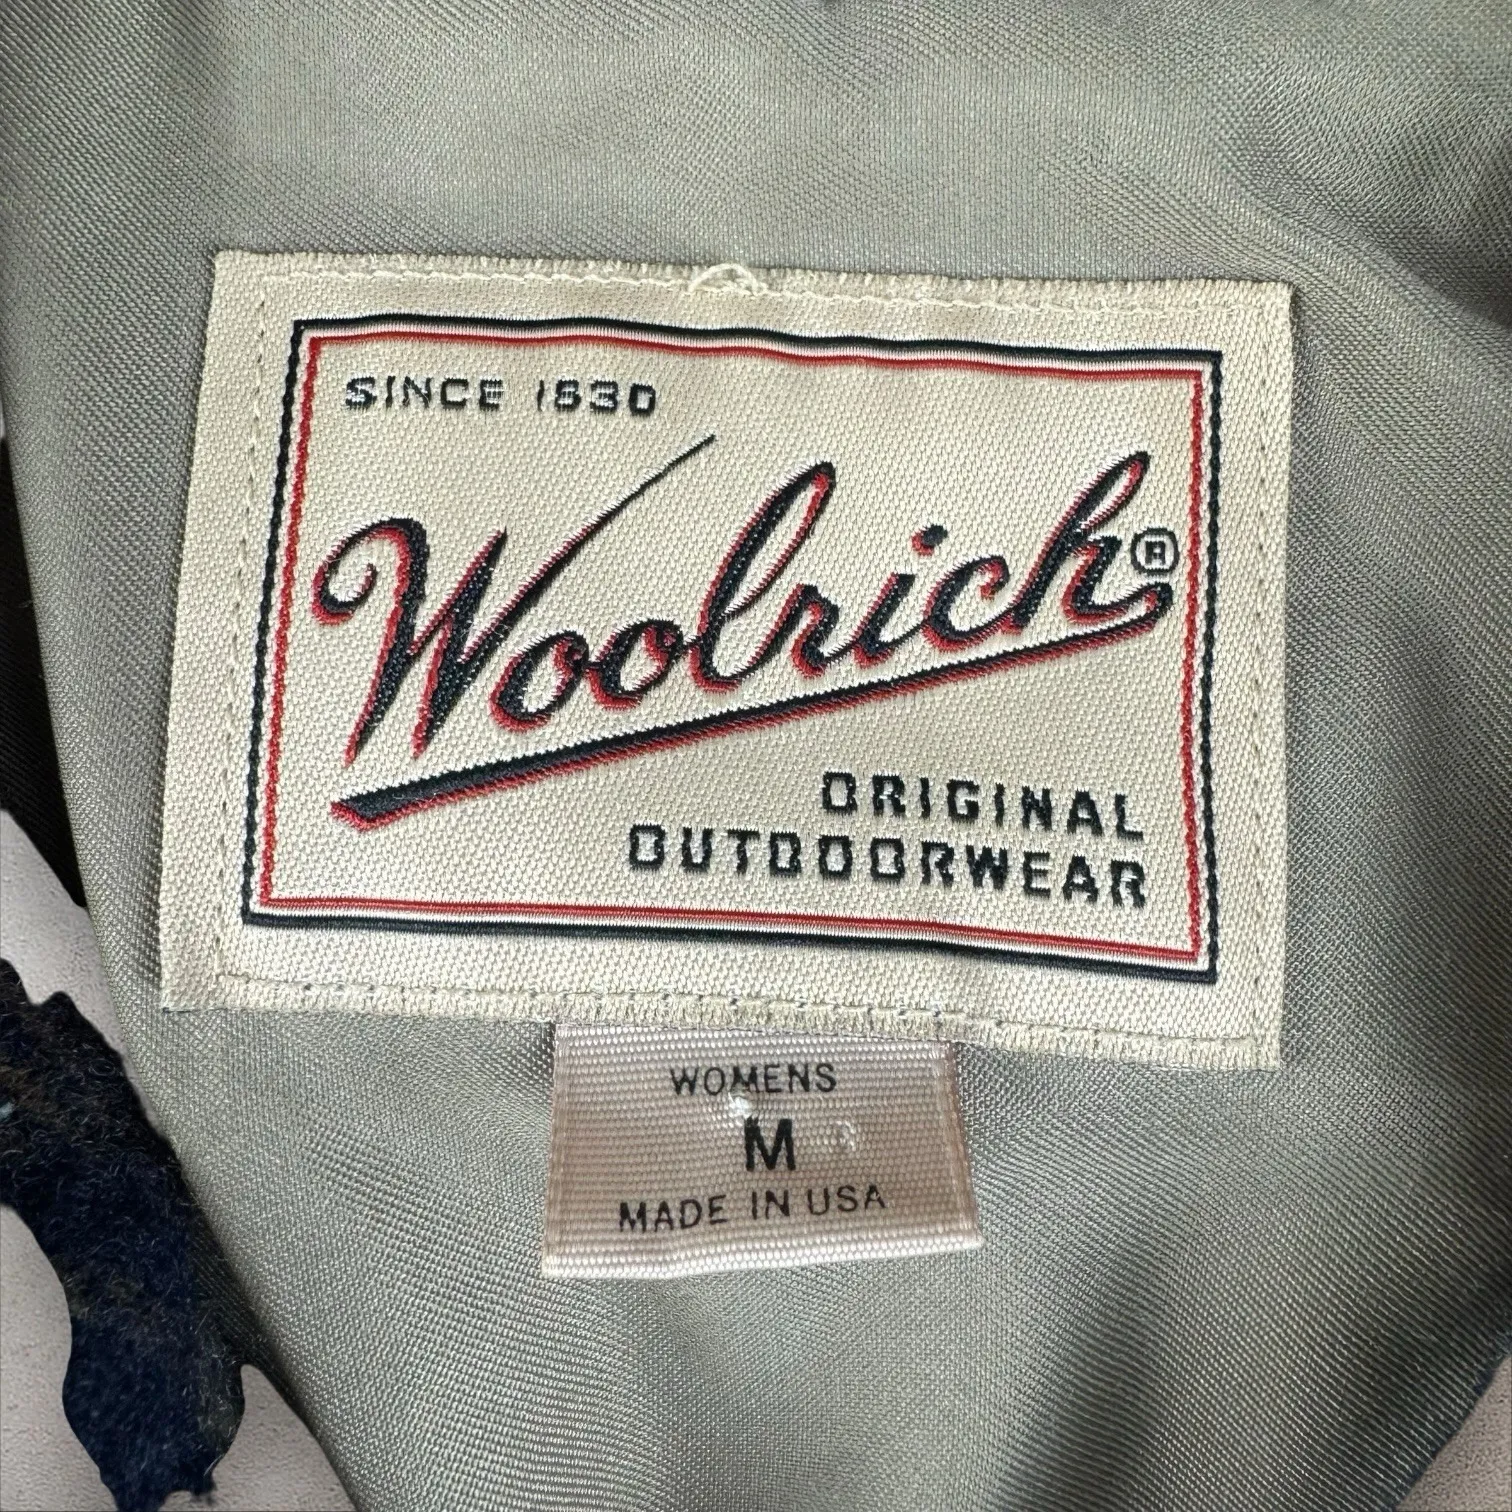 SINCE 1830
Woolrich®
ORIGINAL
OUTDOORWEAR
WOMENS
M
MADE IN USA